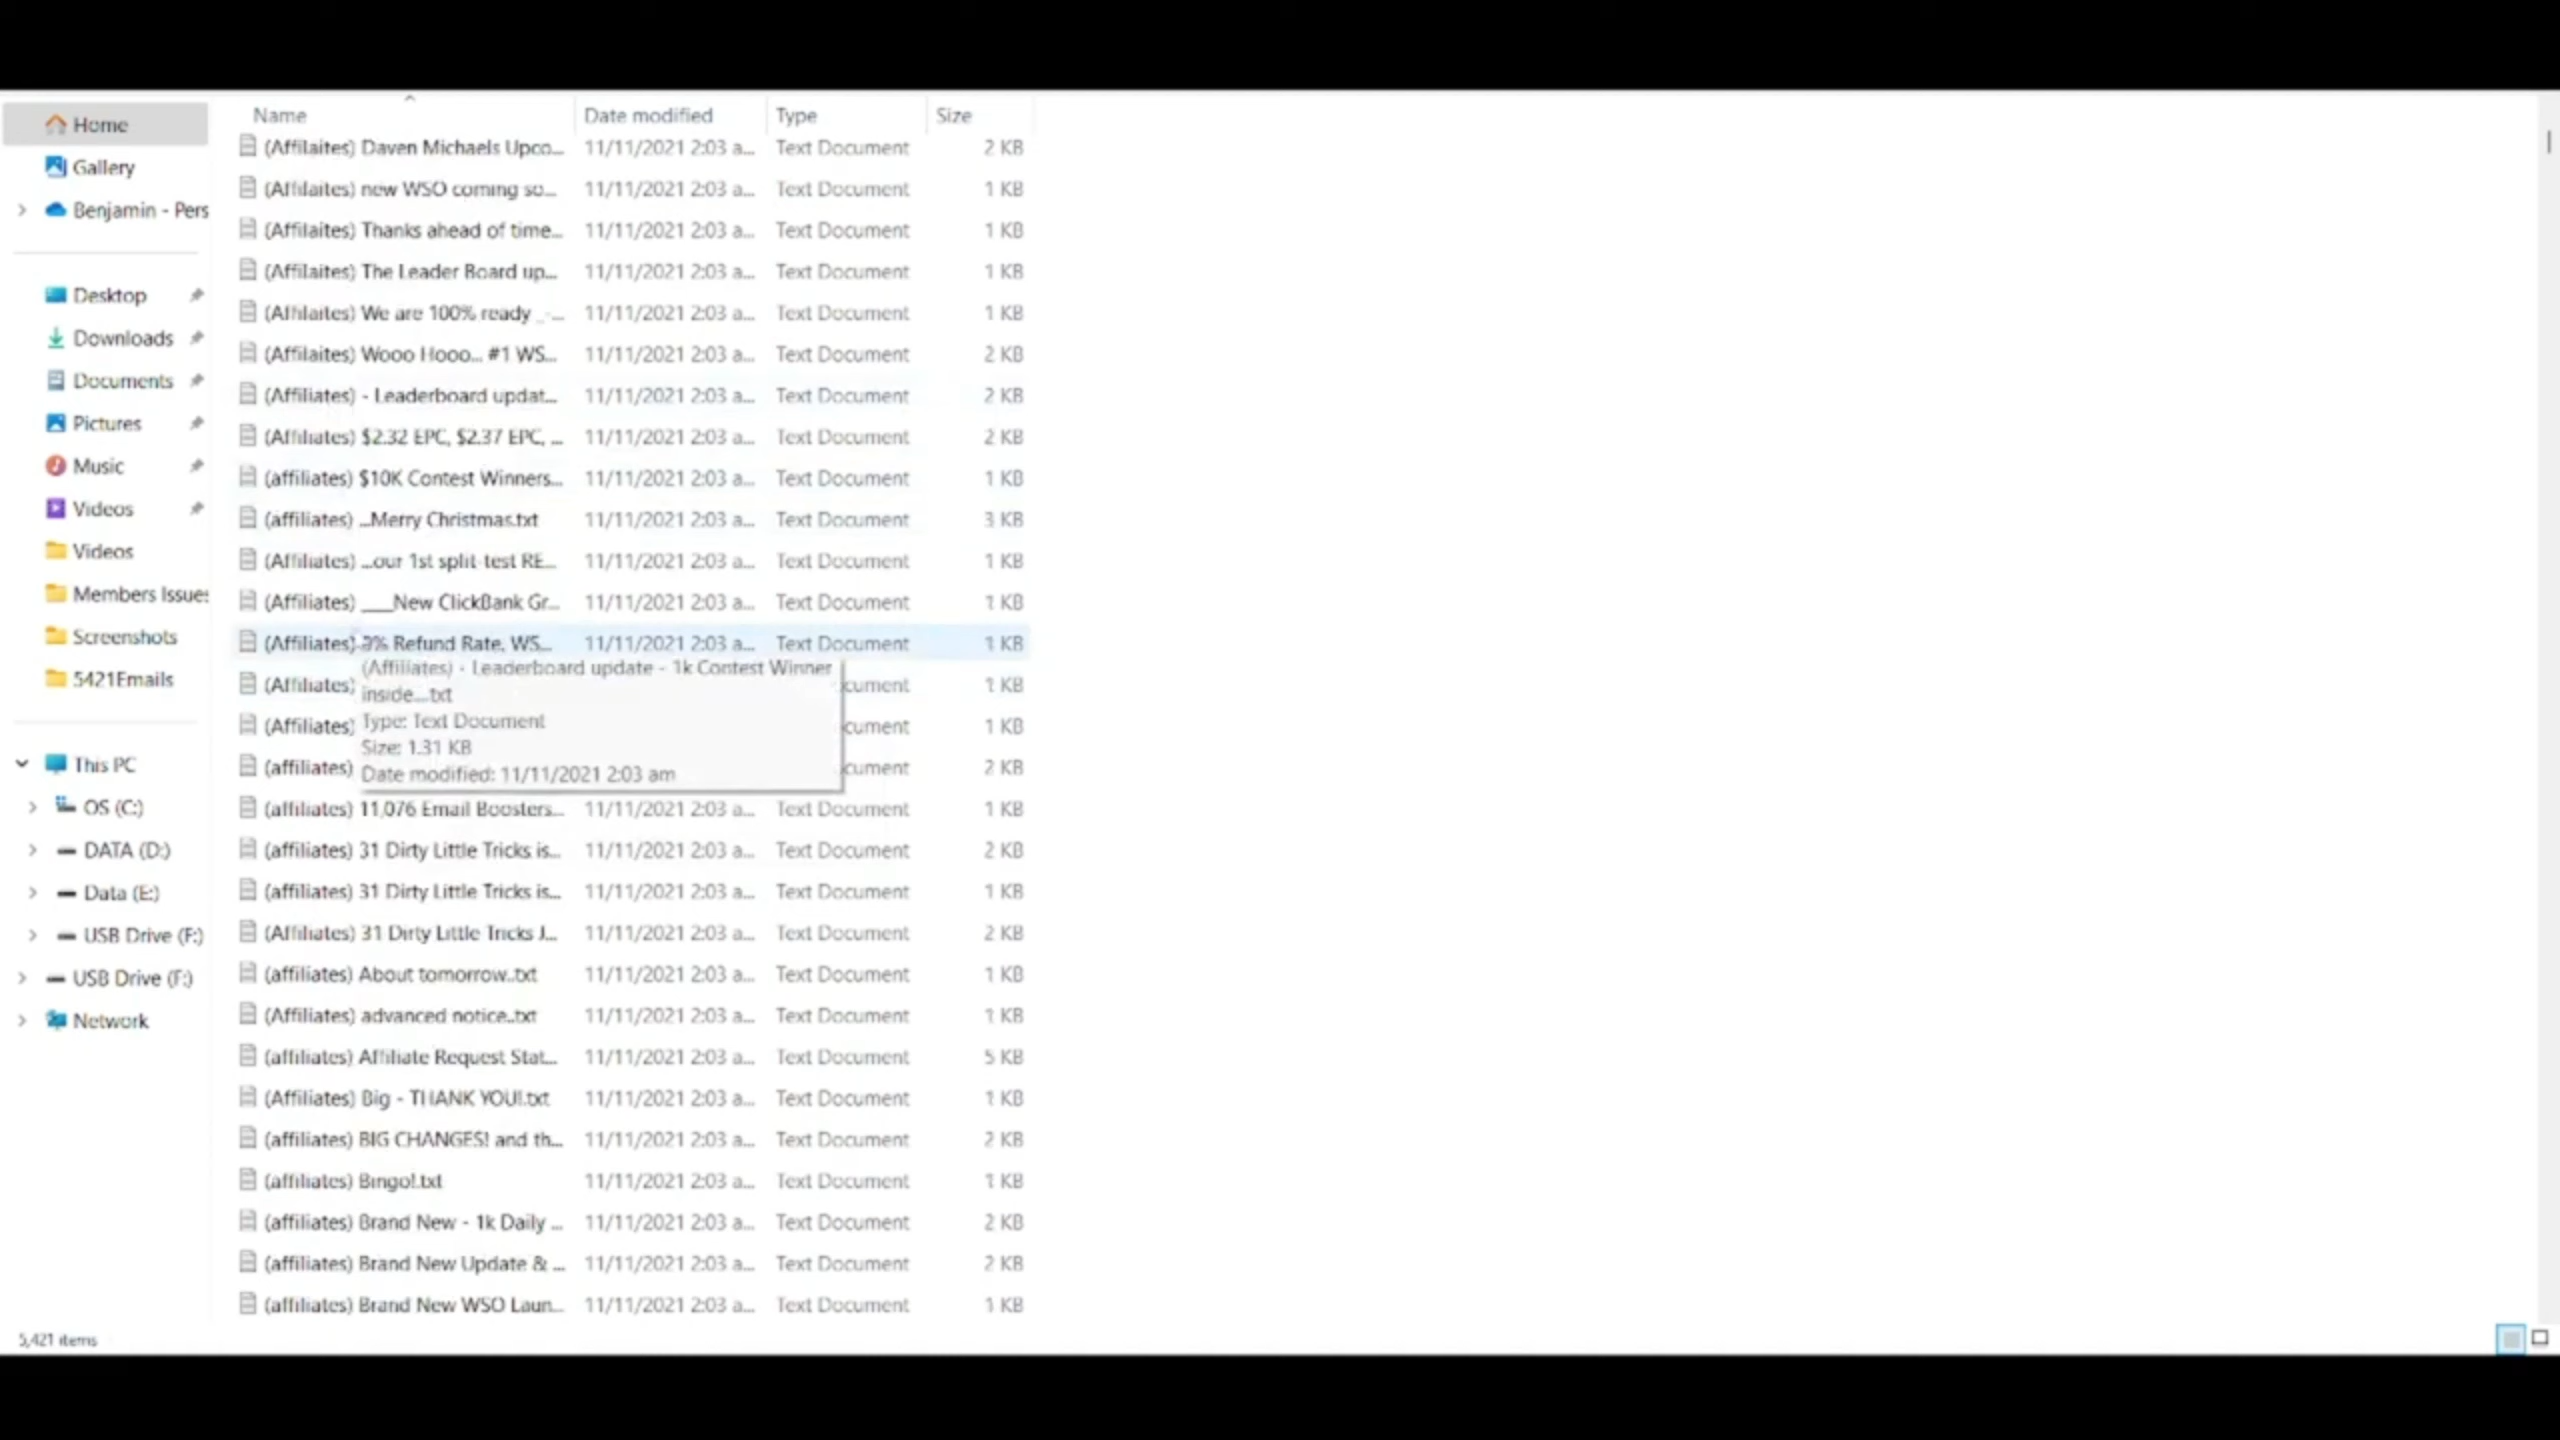 Home
Gallery
Benjamin - Pers
Desktop
Downloads
Documents
Pictures
Music
Videos
Videos
Members Issues
Screenshots
5421Emails
This PC
OS (C:)
DATA (D:)
Data (E:)
USB Drive (F:)
USB Drive (F:)
Network
Name Date modified Type Size
(Affilaites) Daven Michaels Upco... 11/11/2021 2:03 a... Text Document 2 KB
(Affilaites) new WSO coming so... 11/11/2021 2:03 a... Text Document 1 KB
(Affilaites) Thanks ahead of time... 11/11/2021 2:03 a... Text Document 1 KB
(Affilaites) The Leader Board up... 11/11/2021 2:03 a... Text Document 1 KB
(Affilaites) We are 100% ready _-... 11/11/2021 2:03 a... Text Document 1 KB
(Affilaites) Wooo Hooo... #1 WS... 11/11/2021 2:03 a... Text Document 2 KB
(Affiliates) - Leaderboard updat... 11/11/2021 2:03 a... Text Document 2 KB
(Affiliates) $2.32 EPC, $2.37 EPC, ... 11/11/2021 2:03 a... Text Document 2 KB
(affiliates) $10K Contest Winners... 11/11/2021 2:03 a... Text Document 1 KB
(affiliates) ...Merry Christmas.txt 11/11/2021 2:03 a... Text Document 3 KB
(Affiliates) ...our 1st split-test RE... 11/11/2021 2:03 a... Text Document 1 KB
(Affiliates) ____New ClickBank Gr... 11/11/2021 2:03 a... Text Document 1 KB
(Affiliates) Refund Rate, WS... 11/11/2021 2:03 a... Text Document 1 KB
(Affiliates) cument 1 KB
(Affiliates) cument 1 KB
(affiliates) cument 2 KB
(Affiliates) - Leaderboard update - 1k Contest Winner
inside....txt
Type: Text Document
Size: 1.31 KB
Date modified: 11/11/2021 2:03 am
(affiliates) 11,076 Email Boosters... 11/11/2021 2:03 a... Text Document 1 KB
(affiliates) 31 Dirty Little Tricks is... 11/11/2021 2:03 a... Text Document 2 KB
(affiliates) 31 Dirty Little Tricks is... 11/11/2021 2:03 a... Text Document 1 KB
(Affiliates) 31 Dirty Little Tricks J... 11/11/2021 2:03 a... Text Document 2 KB
(affiliates) About tomorrow..txt 11/11/2021 2:03 a... Text Document 1 KB
(Affiliates) advanced notice..txt 11/11/2021 2:03 a... Text Document 1 KB
(affiliates) Affiliate Request Stat... 11/11/2021 2:03 a... Text Document 5 KB
(Affiliates) Big - THANK YOU!.txt 11/11/2021 2:03 a... Text Document 1 KB
(affiliates) BIG CHANGES! and th... 11/11/2021 2:03 a... Text Document 2 KB
(affiliates) Bingo!.txt 11/11/2021 2:03 a... Text Document 1 KB
(affiliates) Brand New - 1k Daily ... 11/11/2021 2:03 a... Text Document 2 KB
(affiliates) Brand New Update & ... 11/11/2021 2:03 a... Text Document 2 KB
(affiliates) Brand New WSO Laun... 11/11/2021 2:03 a... Text Document 1 KB
5,421 items